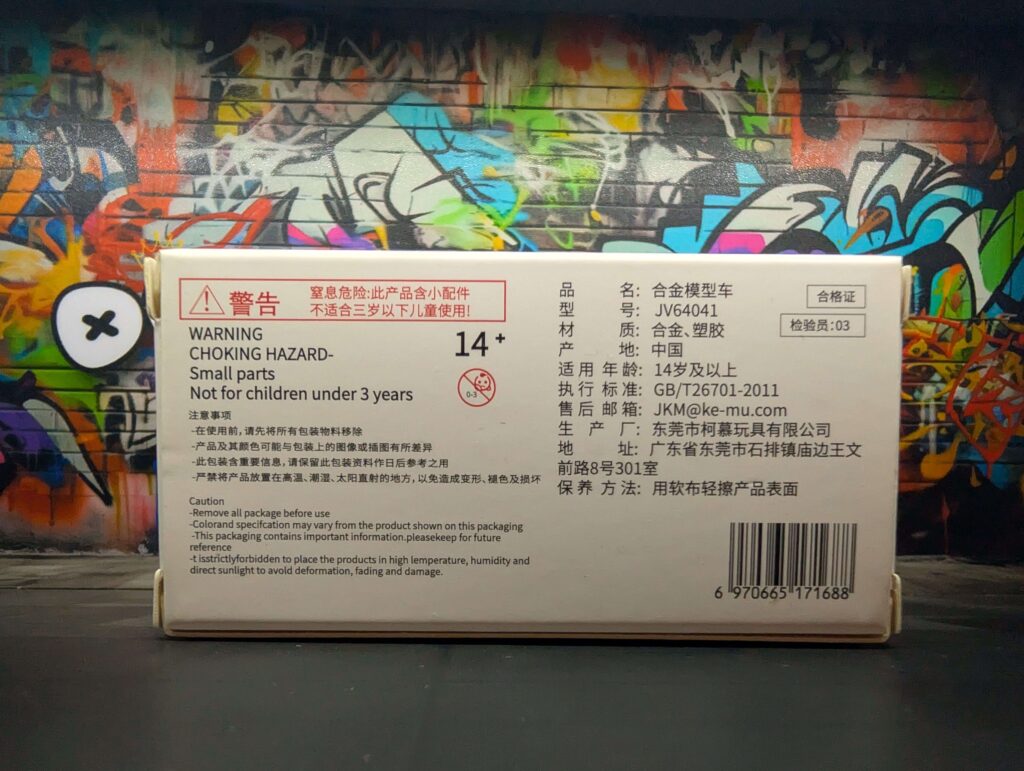 警告
窒息危险:此产品含小配件
不适合三岁以下儿童使用!
WARNING
CHOKING HAZARD-
Small parts
Not for children under 3 years
14+
0-3
注意事项
-在使用前,请先将所有包装物料移除
-产品及其颜色可能与包装上的图像或插图有所差异
-此包装含重要信息,请保留此包装资料作日后参考之用
-严禁将产品放置在高温、潮湿、太阳直射的地方,以免造成变形、褪色及损坏
Caution
-Remove all package before use
-Colorand specifcation may vary from the product shown on this packaging
-This packaging contains important information.pleasekeep for future
reference
-t isstrictlyforbidden to place the products in high lemperature, humidity and
direct sunlight to avoid deformation, fading and damage.
品 名: 合金模型车
型 号: JV64041
材 质: 合金、塑胶
产 地: 中国
适用年龄: 14岁及以上
执行标准: GB/T26701-2011
售后邮箱: JKM@ke-mu.com
生 产 厂: 东莞市柯慕玩具有限公司
地 址: 广东省东莞市石排镇庙边王文
前路8号301室
保养方法: 用软布轻擦产品表面
合格证
检验员:03
6 970665 171688